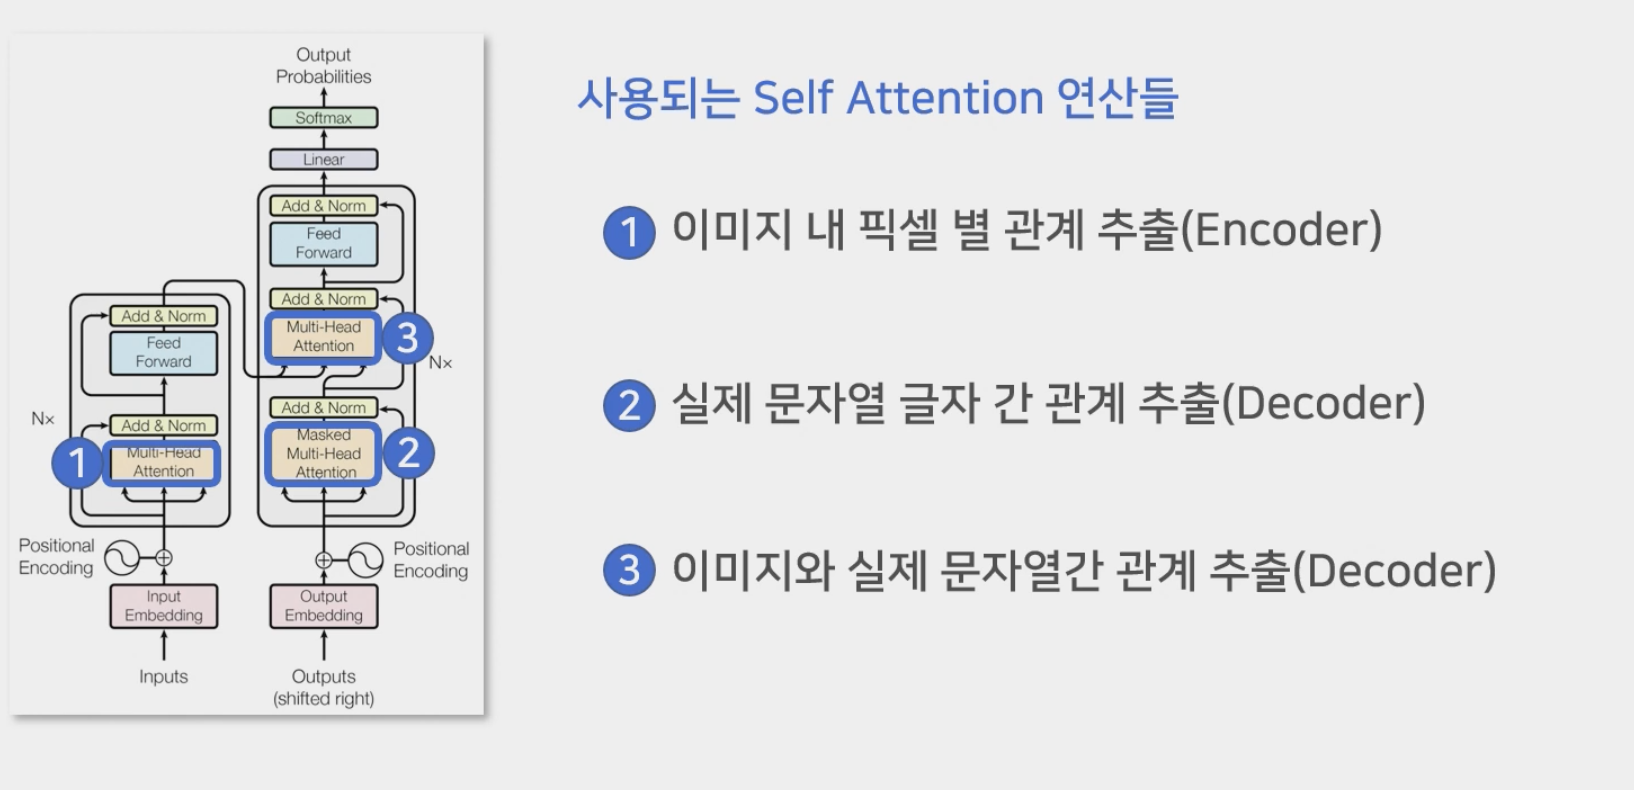 Output
Probabilities
Softmax
Linear
Add & Norm
Feed
Forward
Add & Norm
Multi-Head
Attention
3
Nx
Add & Norm
Masked
Multi-Head
Attention
2
Add & Norm
Feed
Forward
Nx
Add & Norm
Multi-Head
Attention
1
Positional
Encoding
Positional
Encoding
Input
Embedding
Output
Embedding
Inputs
Outputs
(shifted right)
사용되는 Self Attention 연산들
1 이미지 내 픽셀 별 관계 추출(Encoder)
2 실제 문자열 글자 간 관계 추출(Decoder)
3 이미지와 실제 문자열간 관계 추출(Decoder)